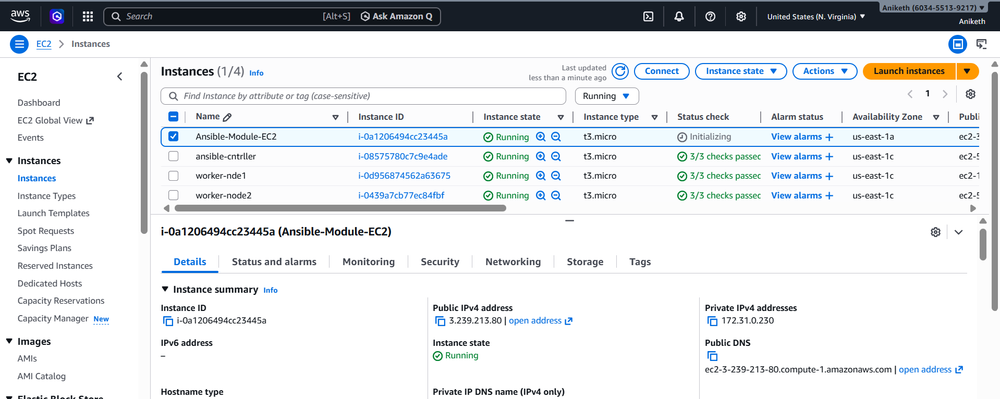 aws
Search [Alt+S] Ask Amazon Q
United States (N. Virginia)
Aniketh (6034-5513-9217)
Aniketh
EC2 Instances
EC2
Dashboard
EC2 Global View
Events
Instances
Instances
Instance Types
Launch Templates
Spot Requests
Savings Plans
Reserved Instances
Dedicated Hosts
Capacity Reservations
Capacity Manager New
Images
AMIs
AMI Catalog
Elastic Block Store
Instances (1/4) Info
Last updated
less than a minute ago
Connect Instance state Actions Launch instances
Find Instance by attribute or tag (case-sensitive) Running
1
Name Instance ID Instance state Instance type Status check Alarm status Availability Zone Publi
Ansible-Module-EC2 i-0a1206494cc23445a Running t3.micro Initializing View alarms + us-east-1a ec2-3
ansible-cntrller i-08575780c7c9e4ade Running t3.micro 3/3 checks passec View alarms + us-east-1c ec2-5
worker-nde1 i-0d956874562a63675 Running t3.micro 3/3 checks passec View alarms + us-east-1c ec2-1
worker-node2 i-0439a7cb77ec84fbf Running t3.micro 3/3 checks passec View alarms + us-east-1c ec2-5
i-0a1206494cc23445a (Ansible-Module-EC2)
Details Status and alarms Monitoring Security Networking Storage Tags
Instance summary Info
Instance ID
i-0a1206494cc23445a
Public IPv4 address
3.239.213.80 | open address
Private IPv4 addresses
172.31.0.230
IPv6 address
–
Instance state
Running
Public DNS
ec2-3-239-213-80.compute-1.amazonaws.com | open address
Hostname type
Private IP DNS name (IPv4 only)